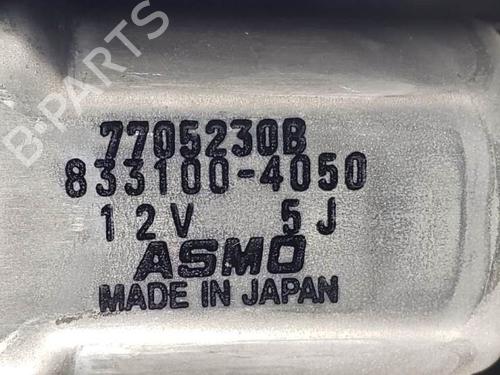 B-PARTS
7705230B
833100-4050
12V 5J
ASMO
MADE IN JAPAN